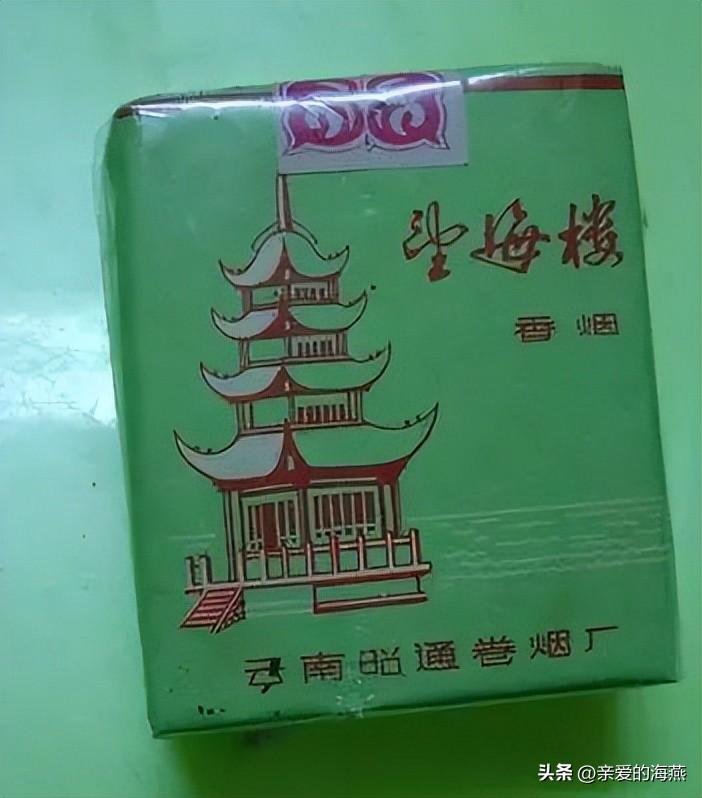 望海楼
香烟
云南昭通卷烟厂
头条 @亲爱的海燕